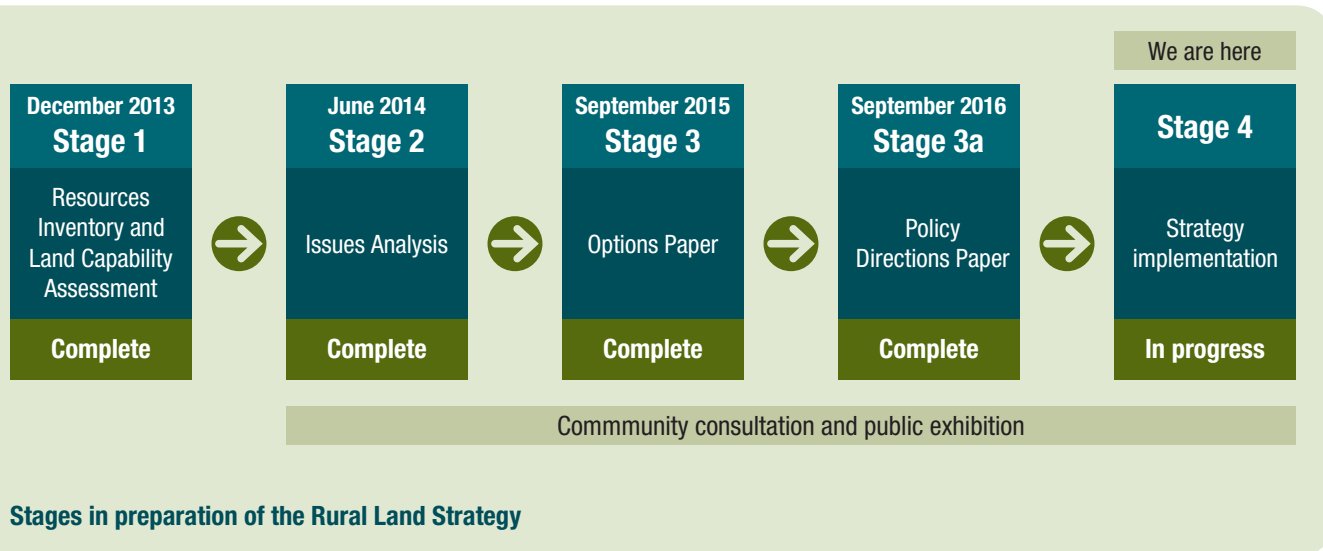 We are here
December 2013
Stage 1
Resources
Inventory and
Land Capability
Assessment
Complete
June 2014
Stage 2
Issues Analysis
Complete
September 2015
Stage 3
Options Paper
Complete
September 2016
Stage 3a
Policy
Directions Paper
Complete
Stage 4
Strategy
implementation
In progress
Commmunity consultation and public exhibition
Stages in preparation of the Rural Land Strategy